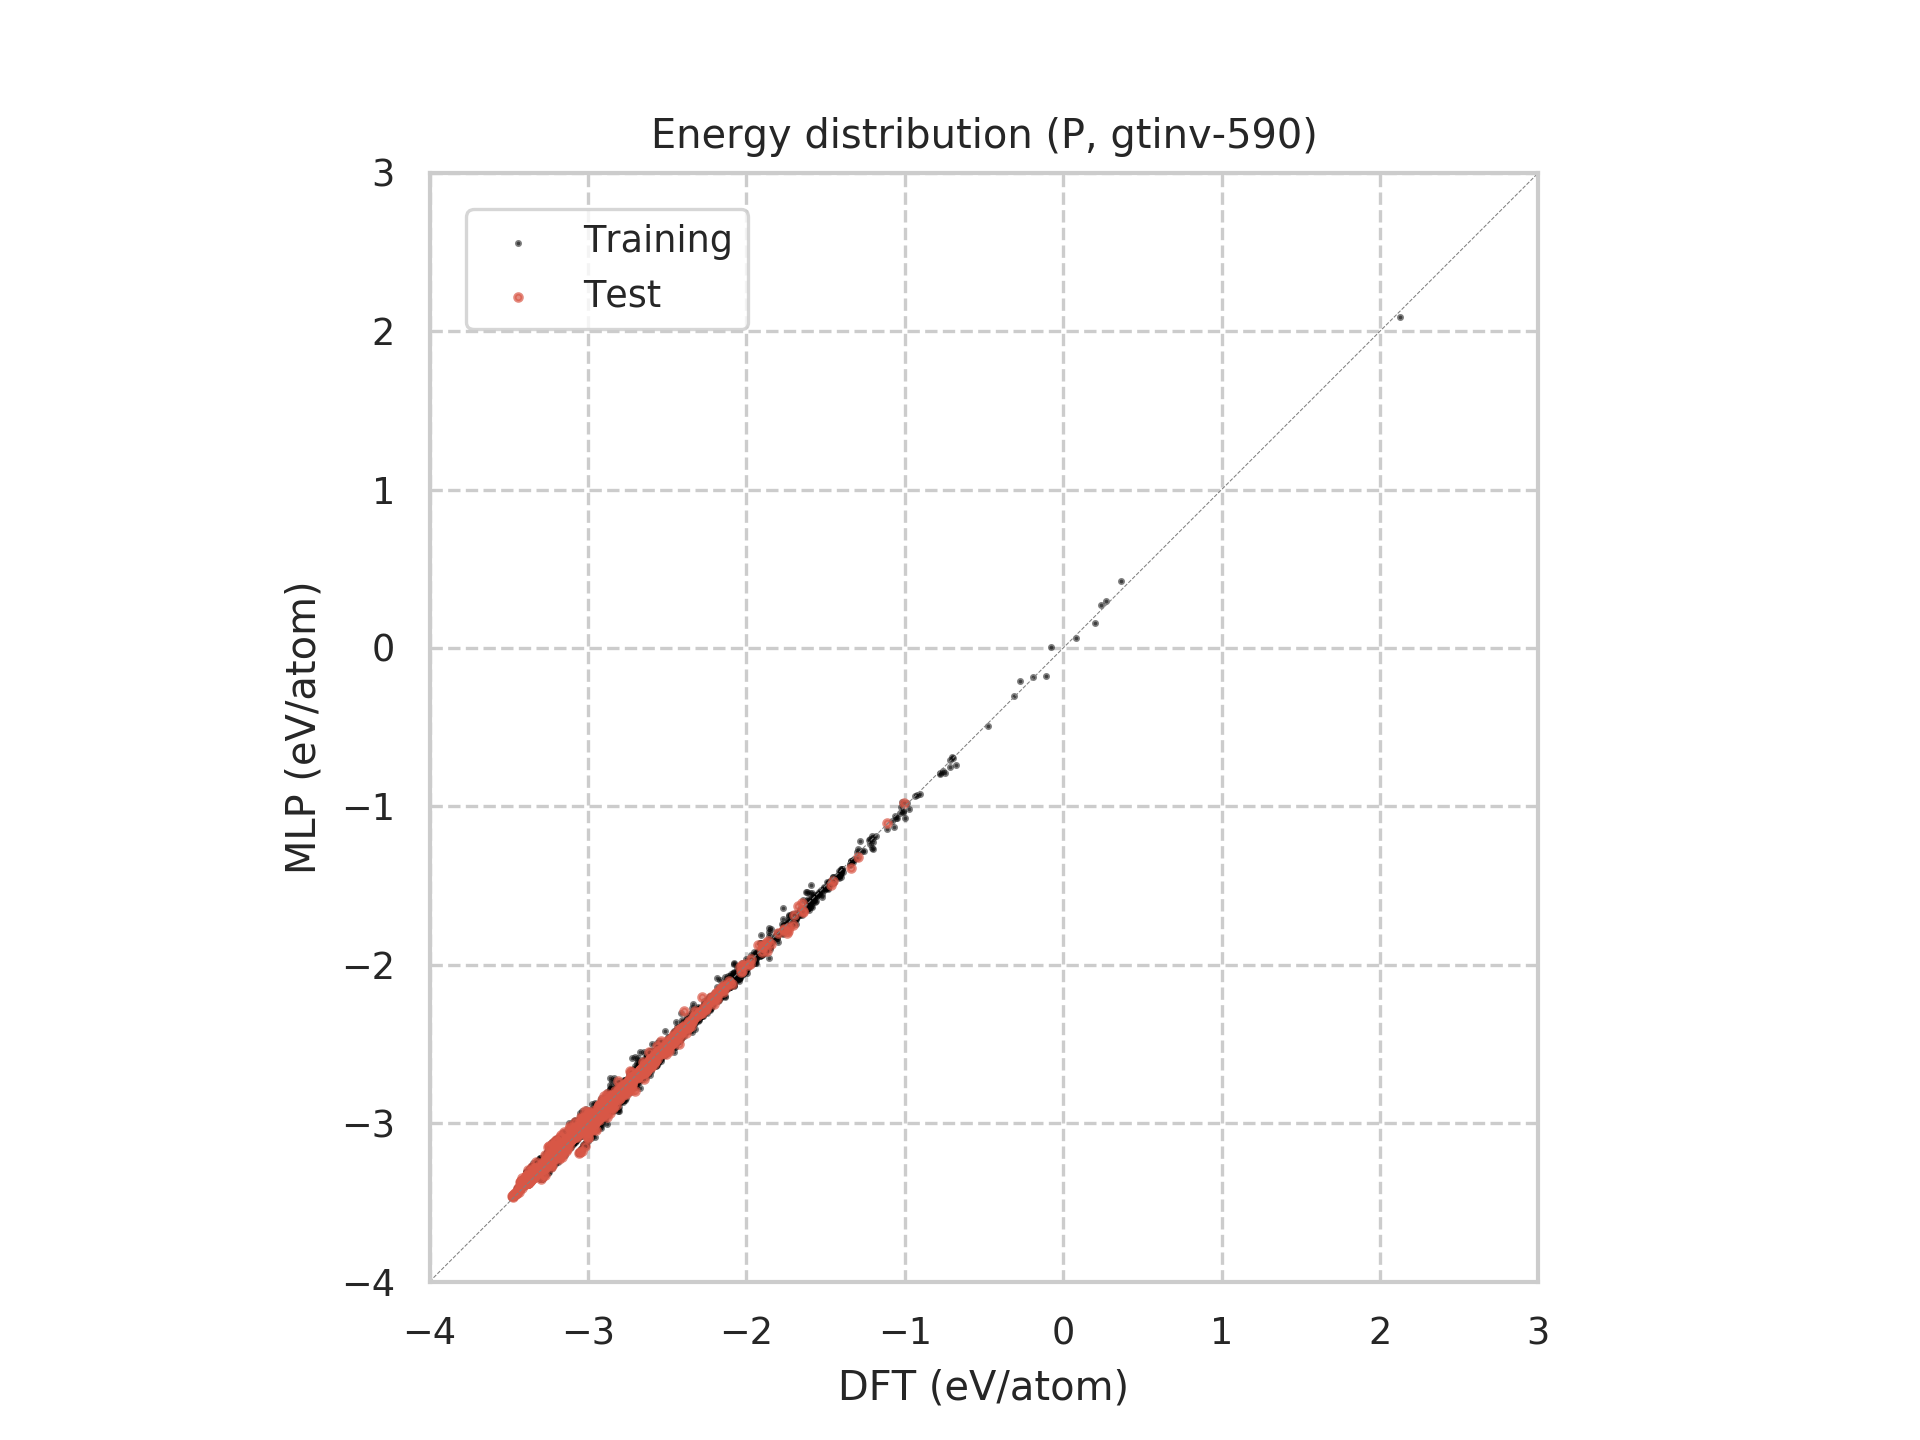 Energy distribution (P, gtinv-590)
Training
Test
MLP (eV/atom)
3
2
1
0
−1
−2
−3
−4
−4 −3 −2 −1 0 1 2 3
DFT (eV/atom)